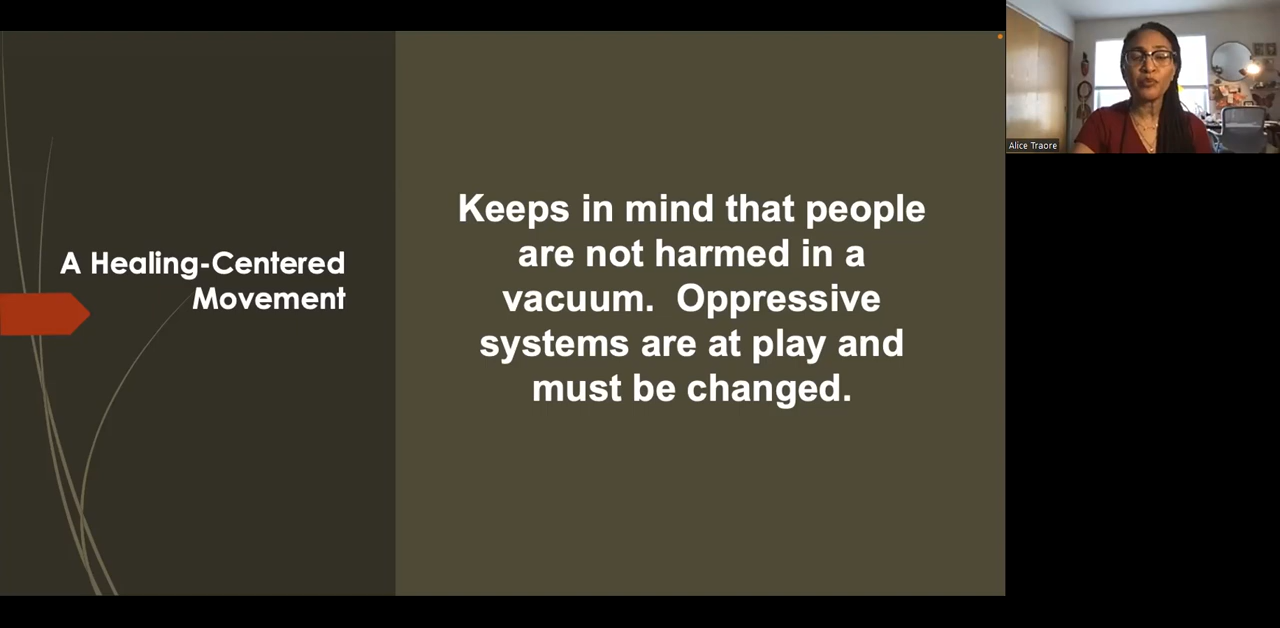 A Healing-Centered
Movement
Keeps in mind that people
are not harmed in a
vacuum.  Oppressive
systems are at play and
must be changed.
Alice Traore